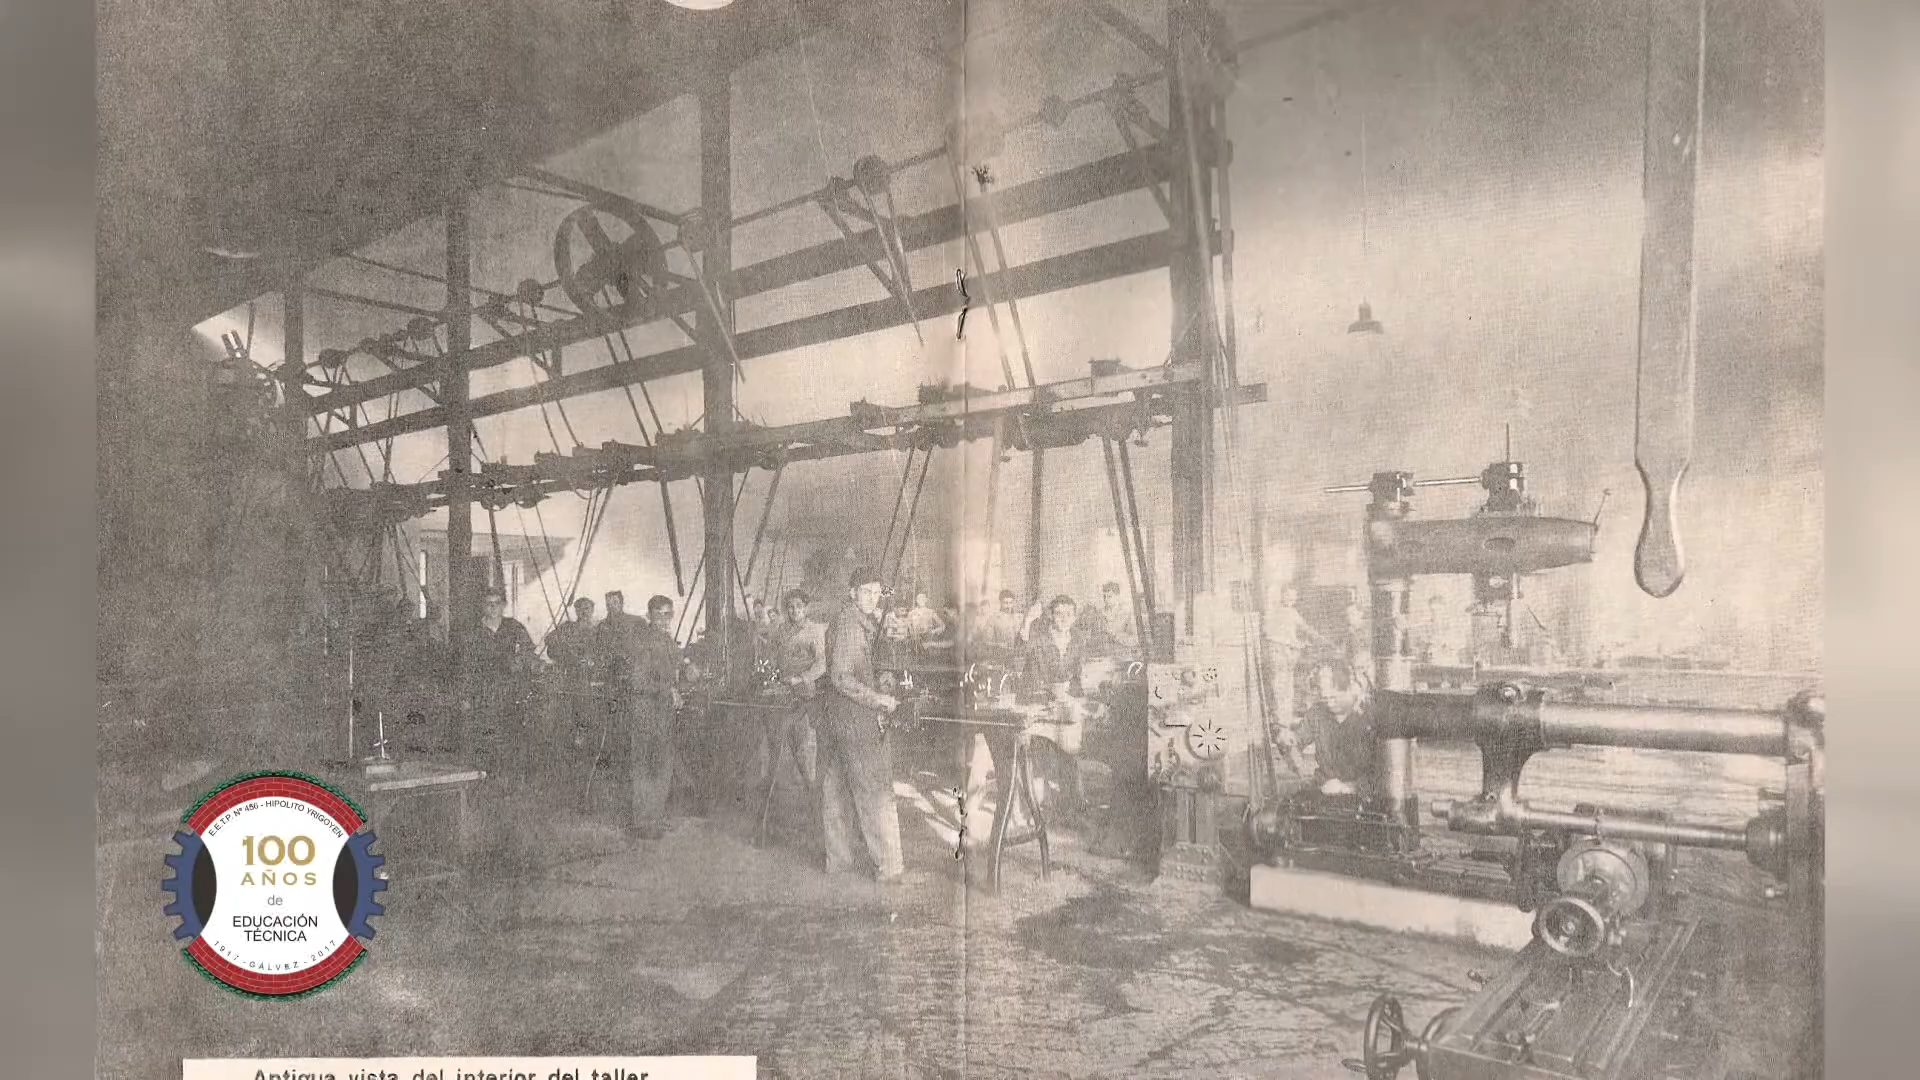 E.E.T.P. Nº 456 - HIPOLITO YRIGOYEN
100
AÑOS
de
EDUCACIÓN
TÉCNICA
1917 - GÁLVEZ - 2017
Antigua vista del interior del taller